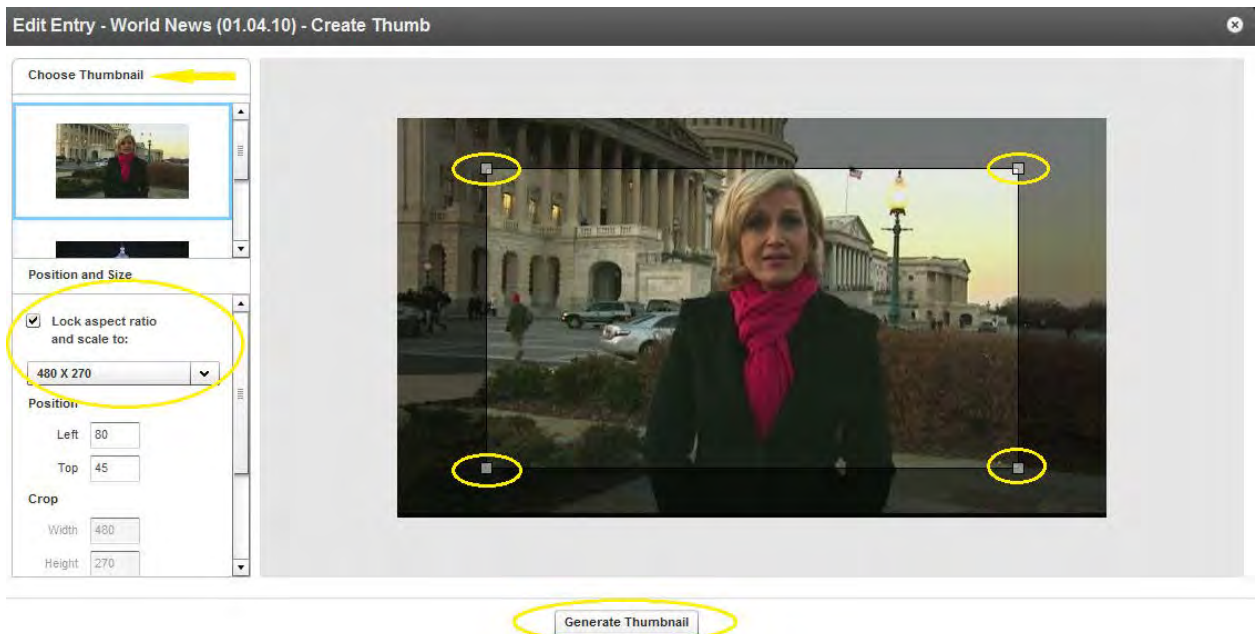 Edit Entry - World News (01.04.10) - Create Thumb
Choose Thumbnail
Position and Size
Lock aspect ratio
and scale to:
480 X 270
Position
Left 80
Top 45
Crop
Width 480
Height 270
Generate Thumbnail